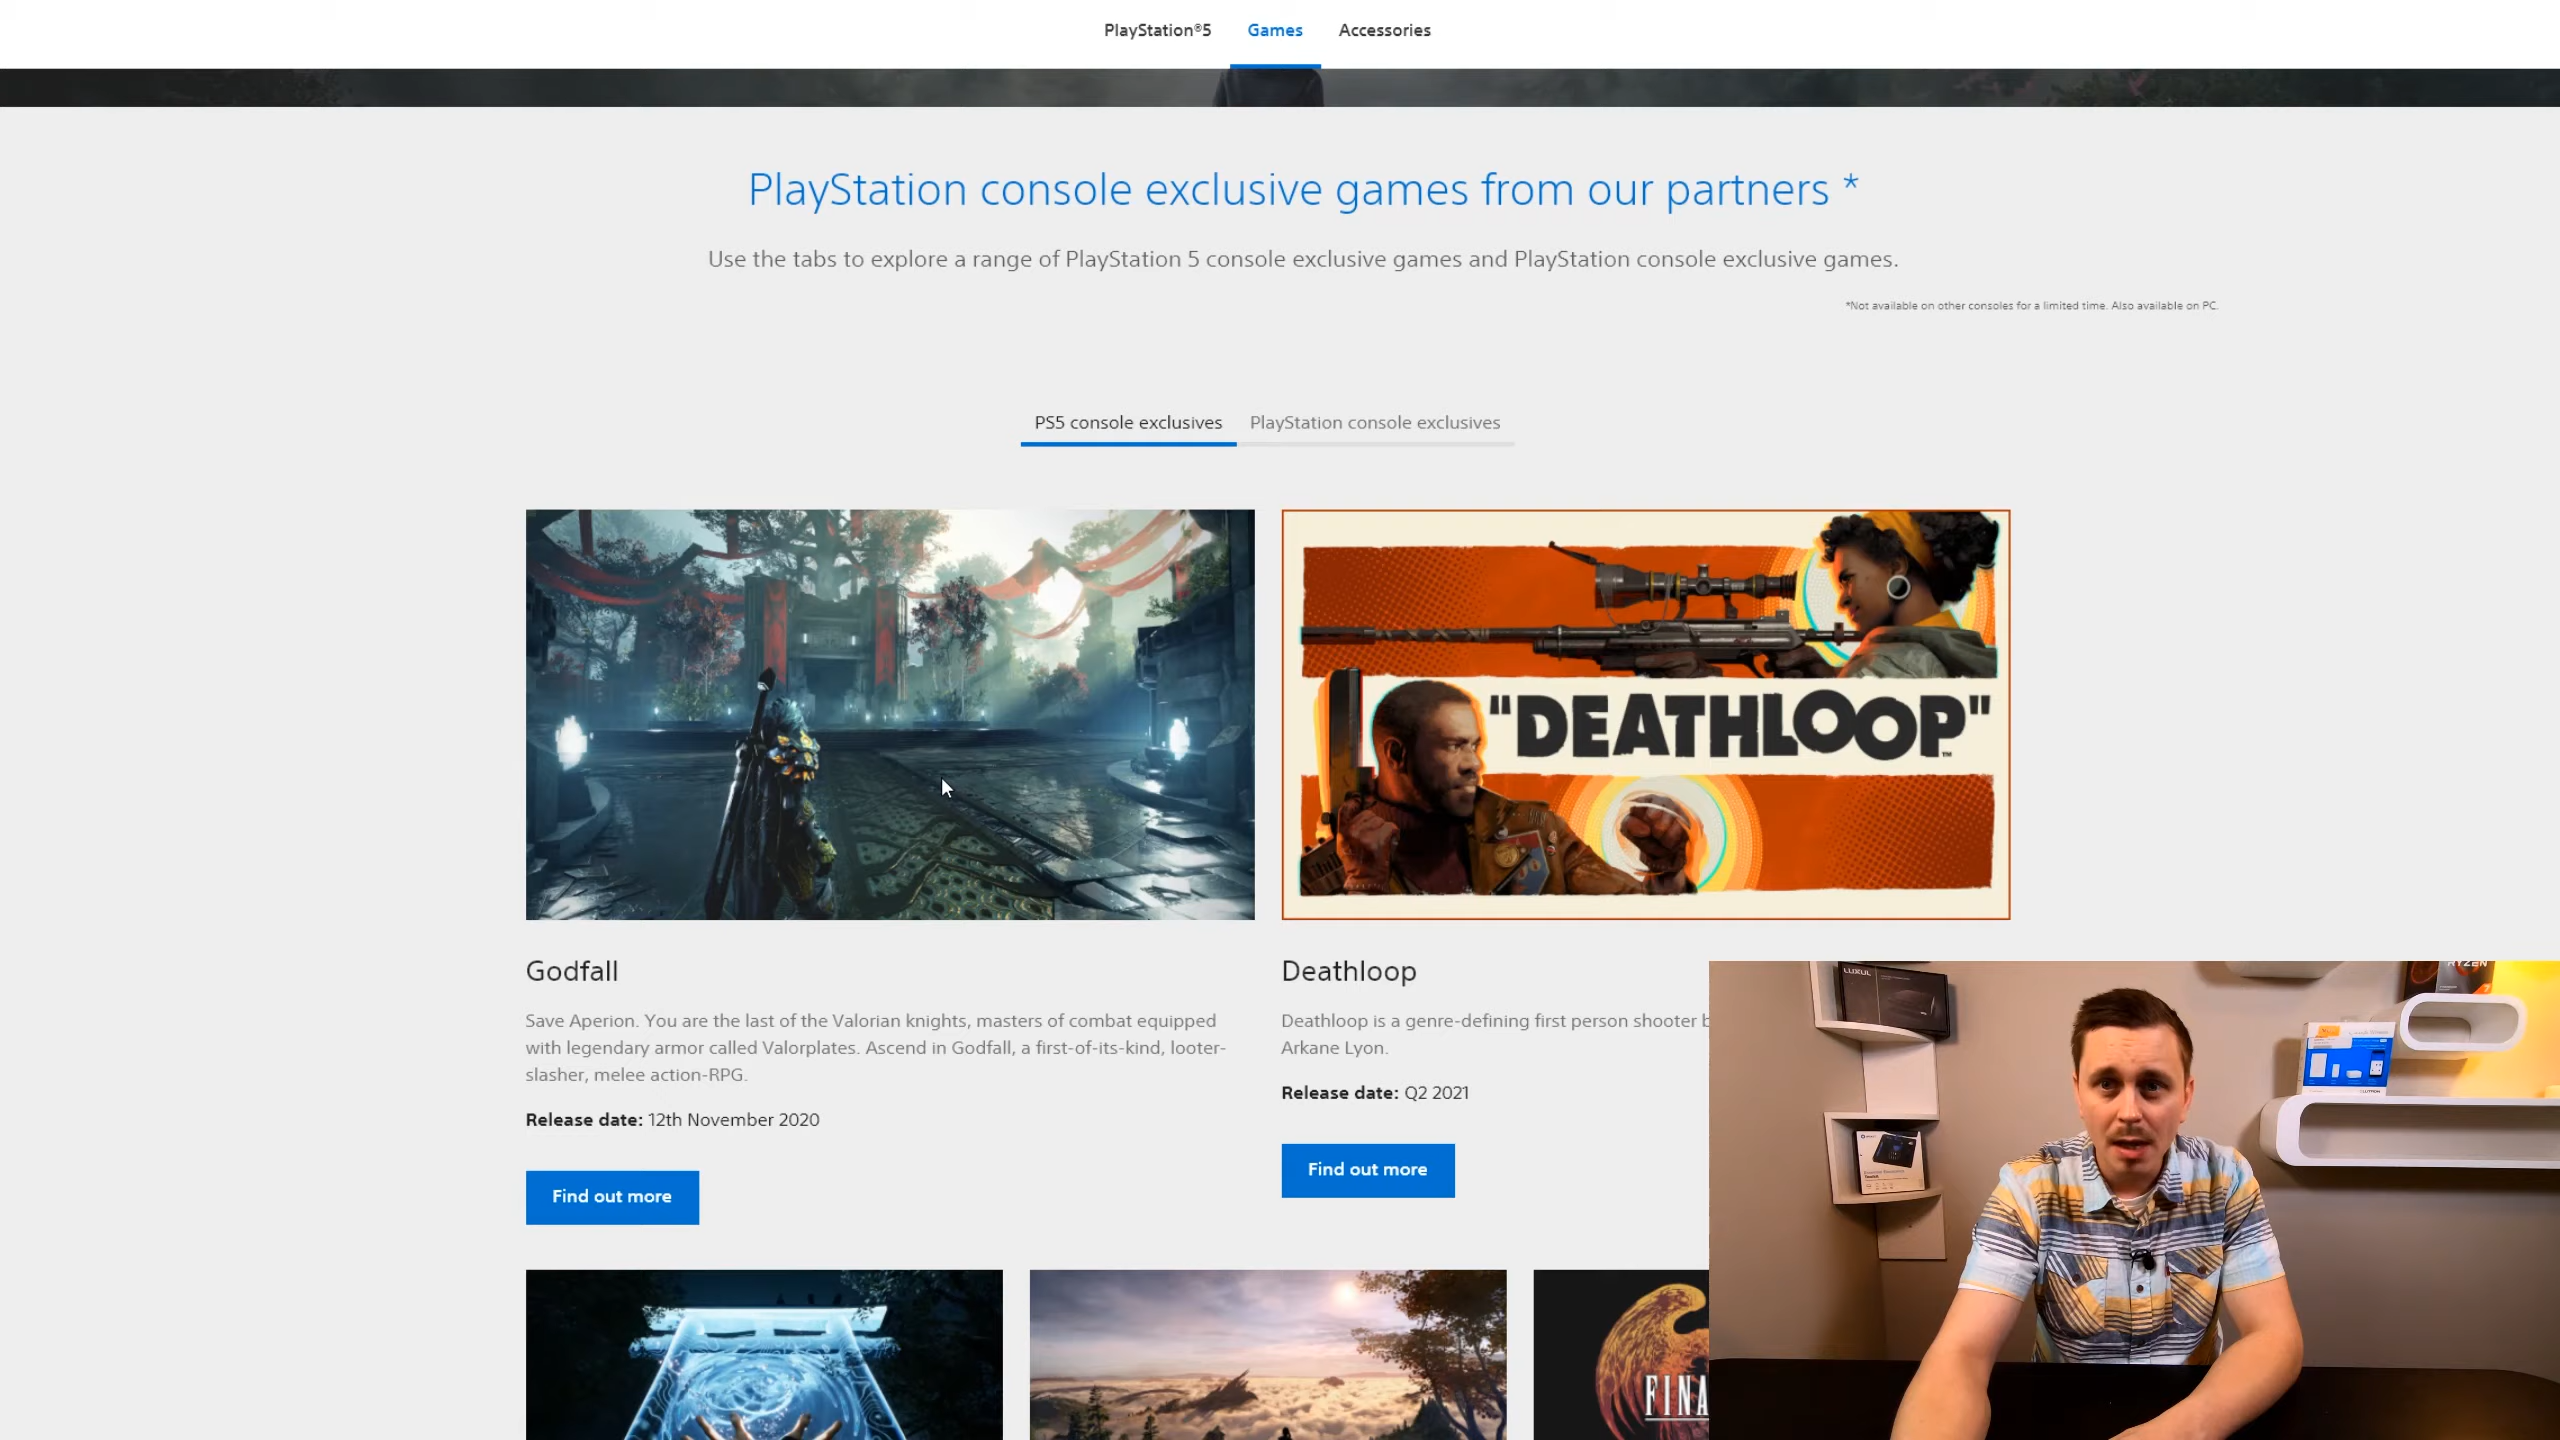 PlayStation®5 Games Accessories
PlayStation console exclusive games from our partners *
Use the tabs to explore a range of PlayStation 5 console exclusive games and PlayStation console exclusive games.
*Not available on other consoles for a limited time. Also available on PC.
PS5 console exclusives PlayStation console exclusives
"DEATHLOOP"
Godfall
Save Aperion. You are the last of the Valorian knights, masters of combat equipped
with legendary armor called Valorplates. Ascend in Godfall, a first-of-its-kind, looter-
slasher, melee action-RPG.
Release date: 12th November 2020
Find out more
Deathloop
Deathloop is a genre-defining first person shooter
Arkane Lyon.
Release date: Q2 2021
Find out more
FINA
LUXUL
RYZEN
7
LUTRON